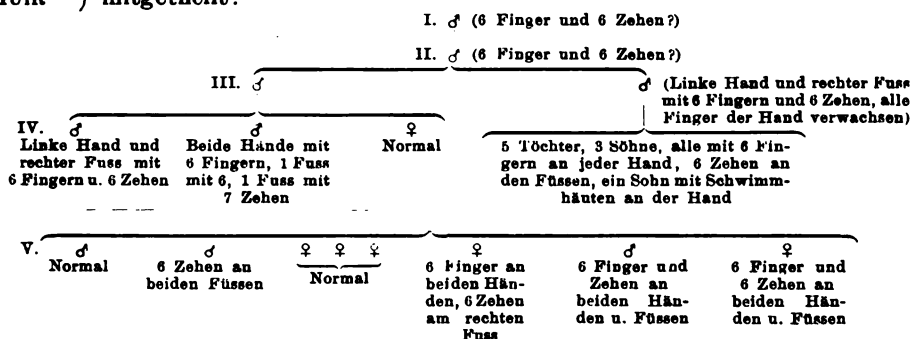 ) mitgeteilt:
I. ♂ (6 Finger und 6 Zehen?)
II. ♂ (6 Finger und 6 Zehen?)
III. ♂
♂ (Linke Hand und rechter Fuss
mit 6 Fingern und 6 Zehen, alle
Finger der Hand verwachsen)
IV. ♂ ♂ ♀
Linke Hand und
rechter Fuss mit
6 Fingern u. 6 Zehen
Beide Hände mit
6 Fingern, 1 Fuss
mit 6, 1 Fuss mit
7 Zehen
Normal
5 Töchter, 3 Söhne, alle mit 6 Fin-
gern an jeder Hand, 6 Zehen an
den Füssen, ein Sohn mit Schwimm-
häuten an der Hand
V. ♂ ♂ ♀ ♀ ♀ ♀ ♂ ♀
Normal
6 Zehen an
beiden Füssen
Normal
6 Finger an
beiden Hän-
den, 6 Zehen
am rechten
Fuss
6 Finger und
Zehen an
beiden Hän-
den u. Füssen
6 Finger und
6 Zehen an
beiden Hän-
den u. Füssen